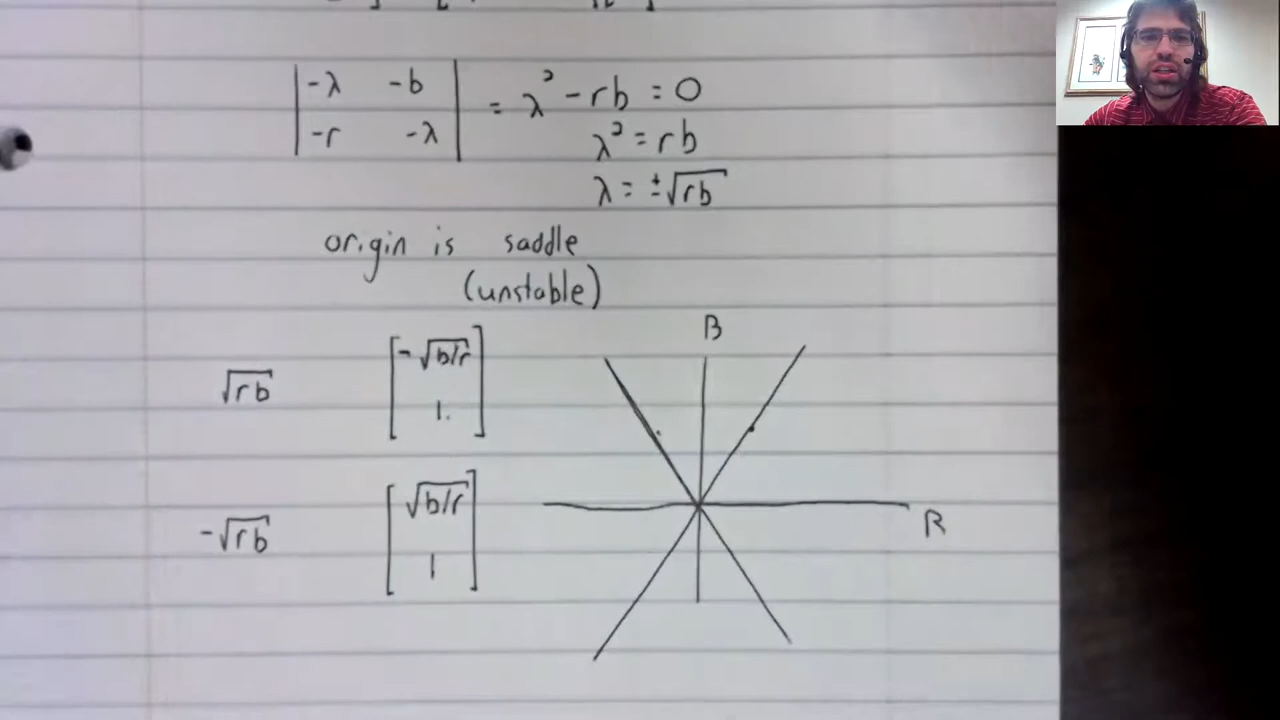 |-λ -b| = λ² - rb = 0
|-r -λ| λ² = rb
λ = ±√rb
origin is saddle
(unstable)
B
√rb [-√b/r
1.]
R
-√rb [√b/r
1]